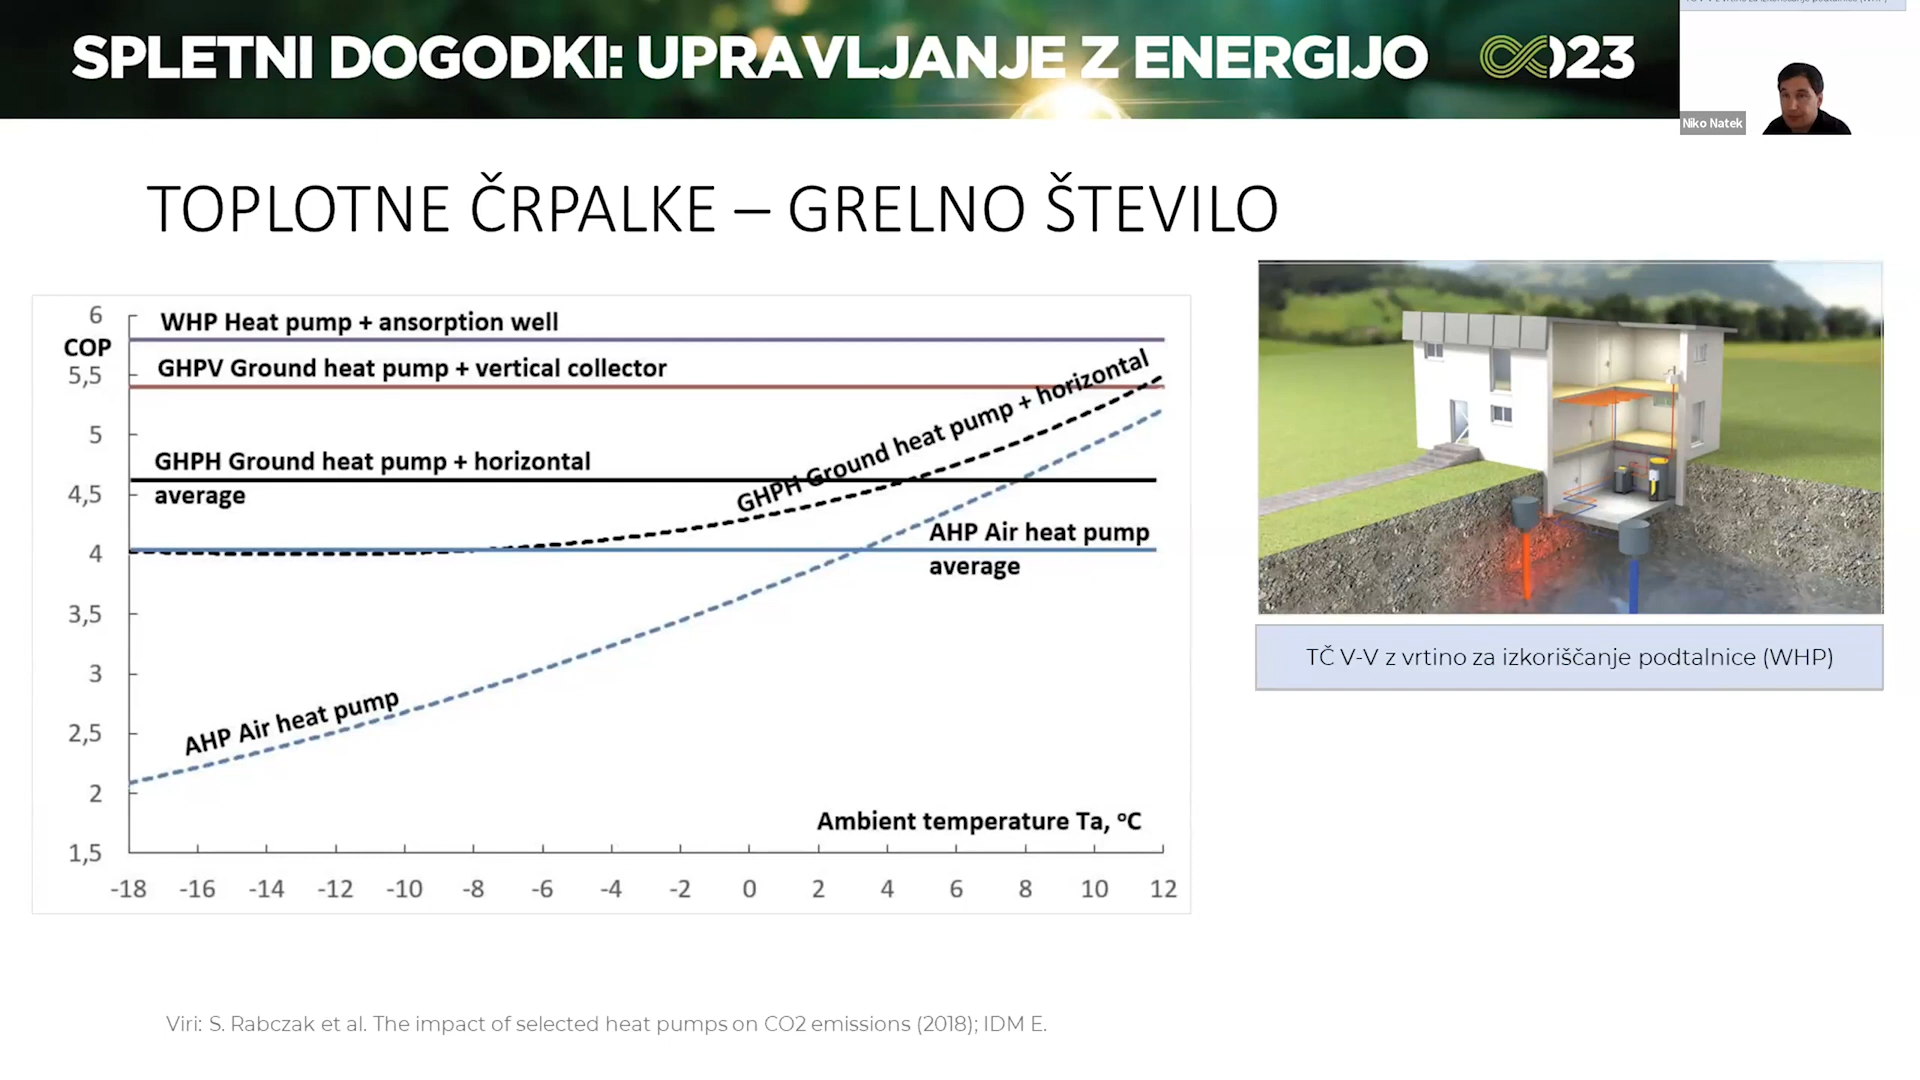 SPLETNI DOGODKI: UPRAVLJANJE Z ENERGIJO 2023
Niko Natek
TOPLOTNE ČRPALKE – GRELNO ŠTEVILO
6
COP
5,5
5
4,5
4
3,5
3
2,5
2
1,5
WHP Heat pump + ansorption well
GHPV Ground heat pump + vertical collector
GHPH Ground heat pump + horizontal
average
GHPH Ground heat pump + horizontal
AHP Air heat pump
average
AHP Air heat pump
Ambient temperature Ta, °C
-18 -16 -14 -12 -10 -8 -6 -4 -2 0 2 4 6 8 10 12
TČ V-V z vrtino za izkoriščanje podtalnice (WHP)
Viri: S. Rabczak et al. The impact of selected heat pumps on CO2 emissions (2018); IDM E.